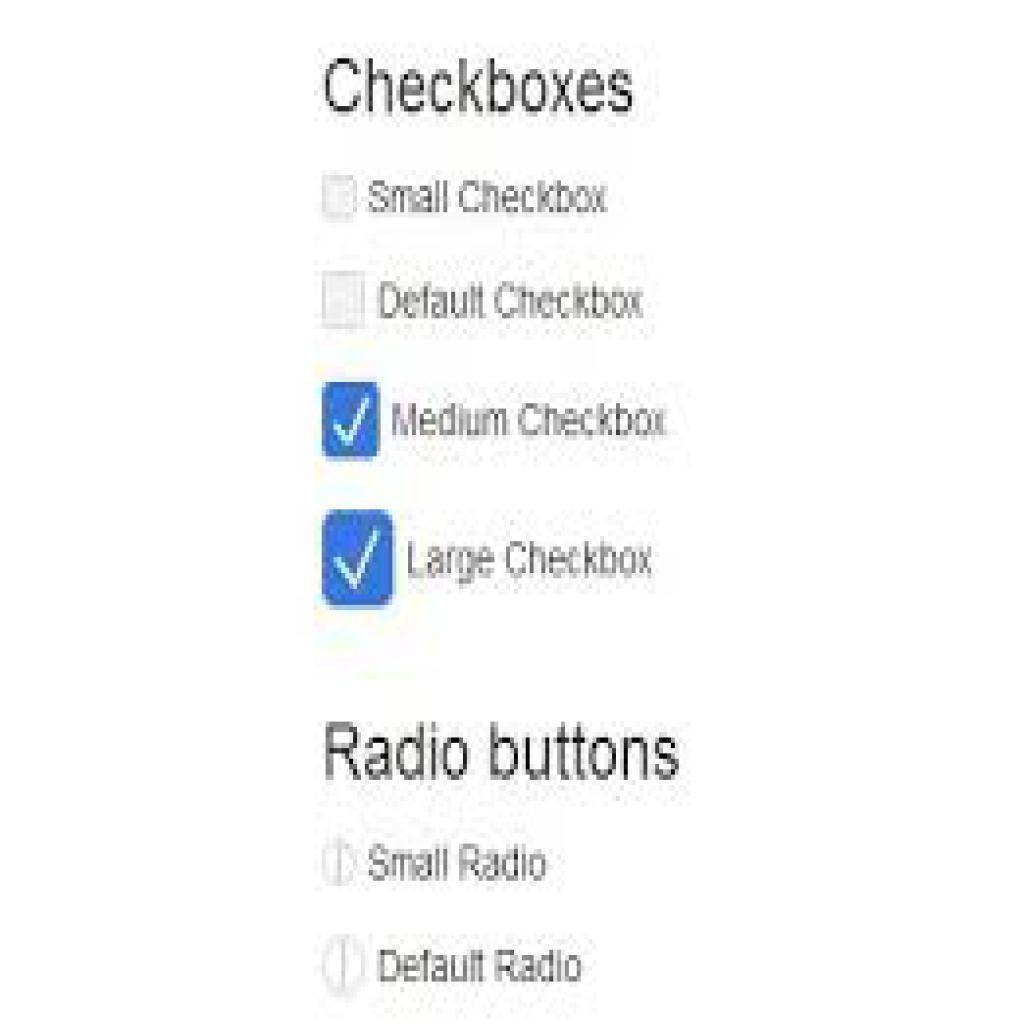 Checkboxes
Small Checkbox
Default Checkbox
Medium Checkbox
Large Checkbox
Radio buttons
Small Radio
Default Radio